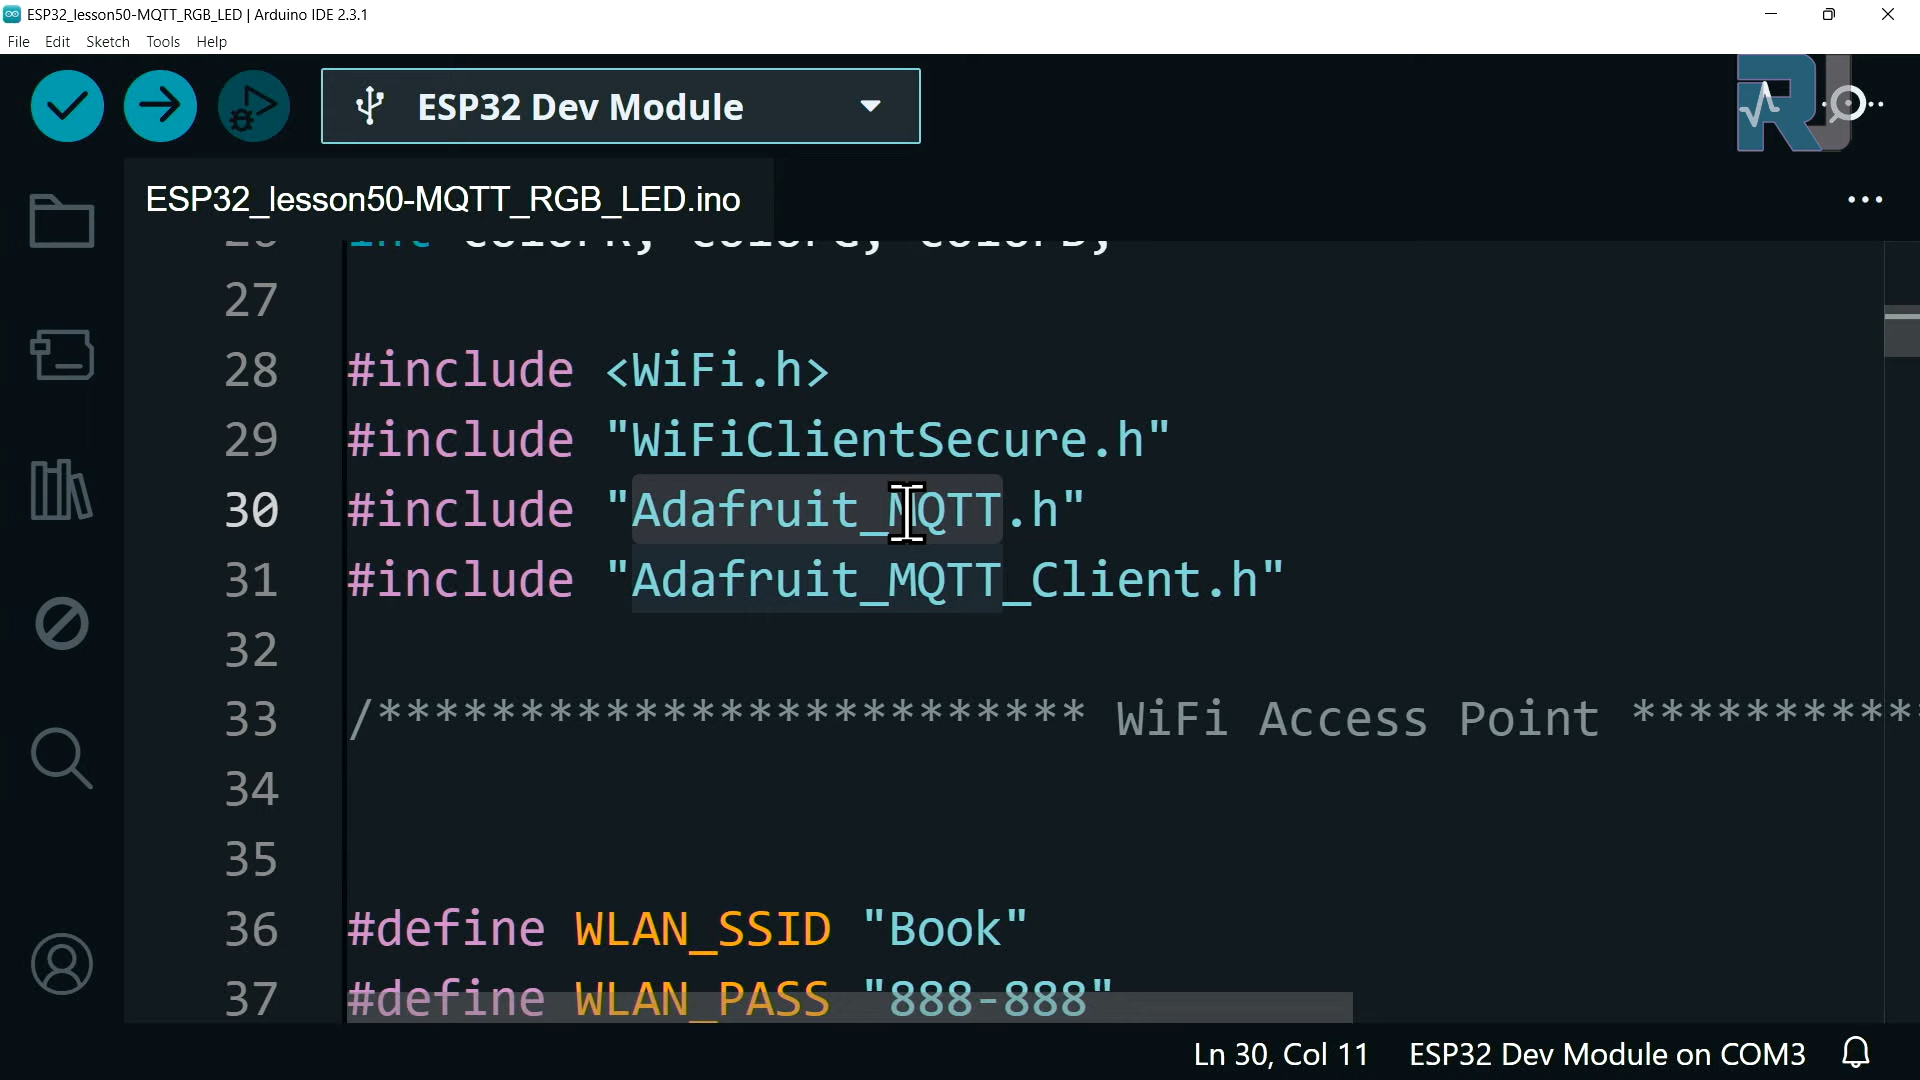 ESP32_lesson50-MQTT_RGB_LED | Arduino IDE 2.3.1
File Edit Sketch Tools Help
ESP32 Dev Module
RJ
ESP32_lesson50-MQTT_RGB_LED.ino
27
28 #include <WiFi.h>
29 #include "WiFiClientSecure.h"
30 #include "Adafruit_MQTT.h"
31 #include "Adafruit_MQTT_Client.h"
32
33 /************************* WiFi Access Point **********
34
35
36 #define WLAN_SSID "Book"
37 #define WLAN_PASS "888-888"
Ln 30, Col 11 ESP32 Dev Module on COM3